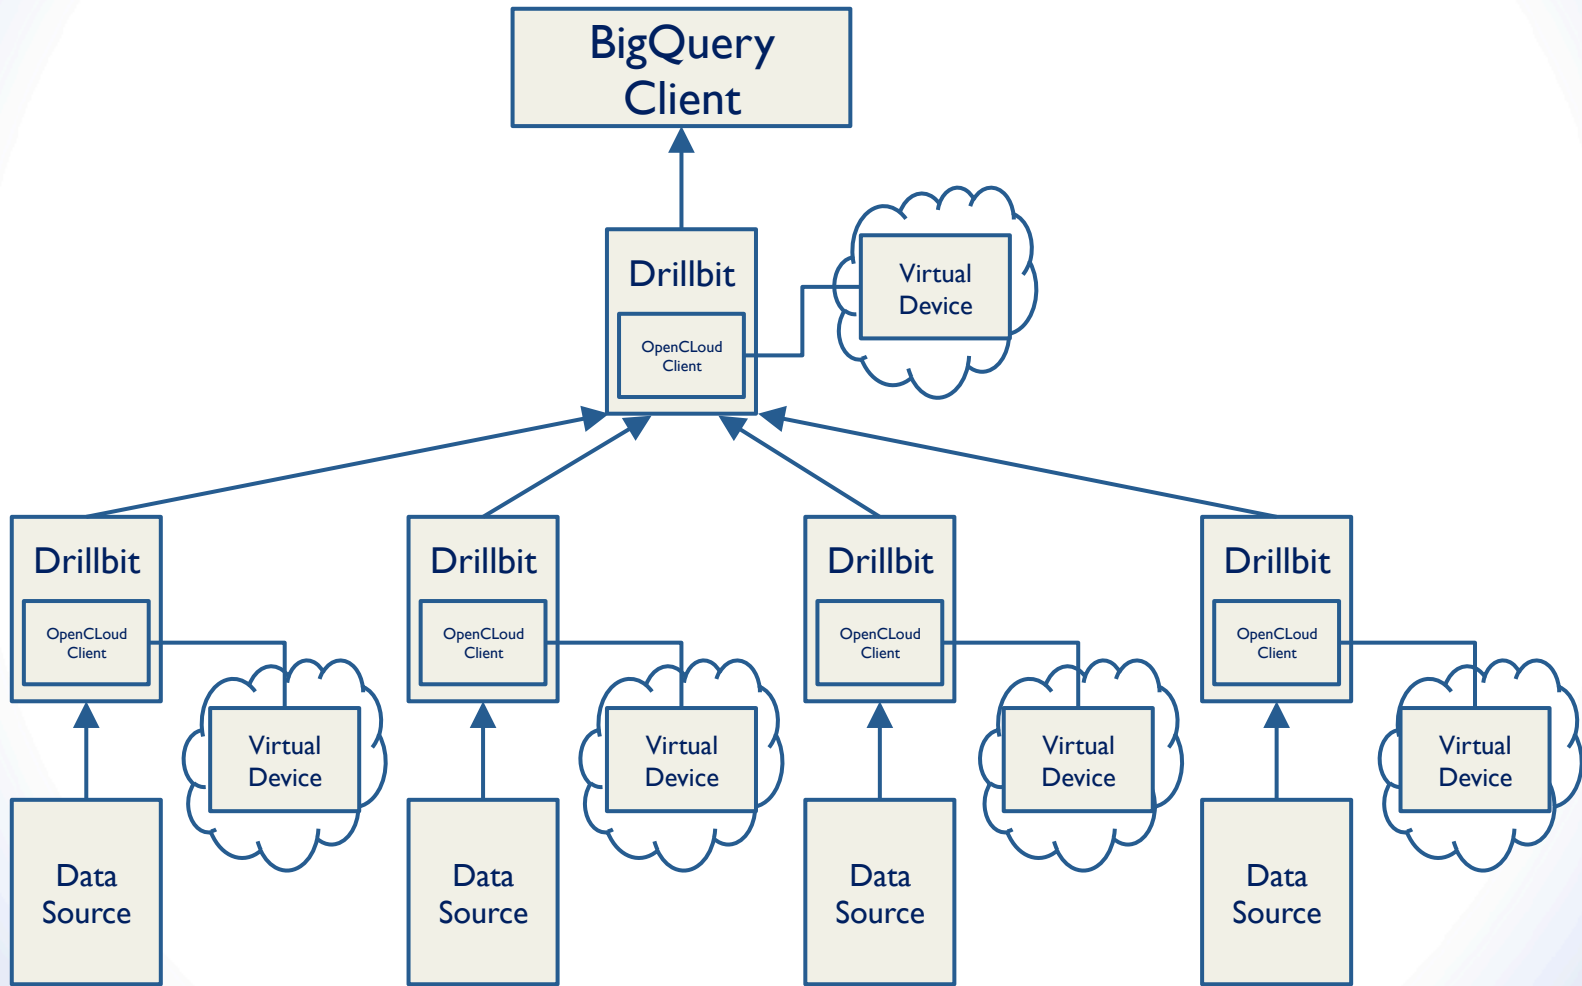 BigQuery
Client
Drillbit
OpenCLoud
Client
Virtual
Device
Drillbit
OpenCLoud
Client
Drillbit
OpenCLoud
Client
Drillbit
OpenCLoud
Client
Drillbit
OpenCLoud
Client
Virtual
Device
Virtual
Device
Virtual
Device
Virtual
Device
Data
Source
Data
Source
Data
Source
Data
Source